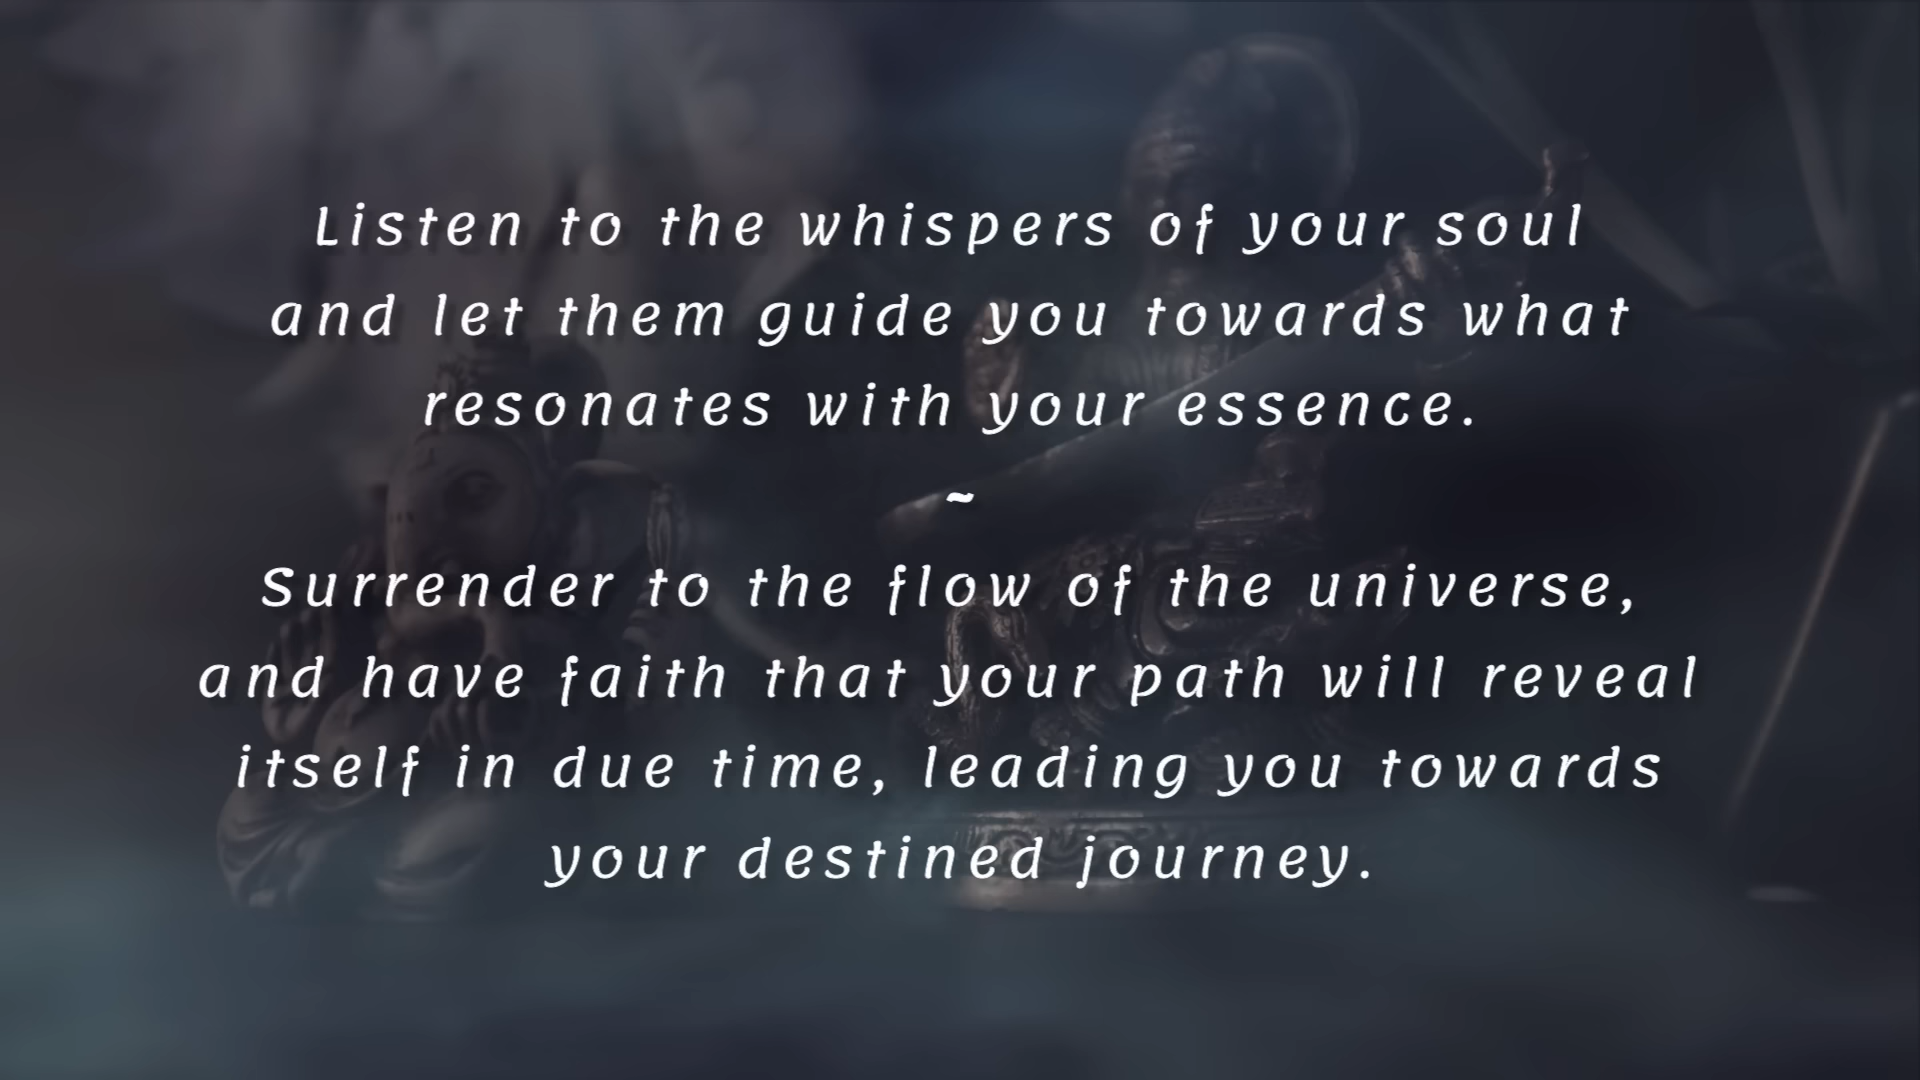 Listen to the whispers of your soul
and let them guide you towards what
resonates with your essence.
~
Surrender to the flow of the universe,
and have faith that your path will reveal
itself in due time, leading you towards
your destined journey.